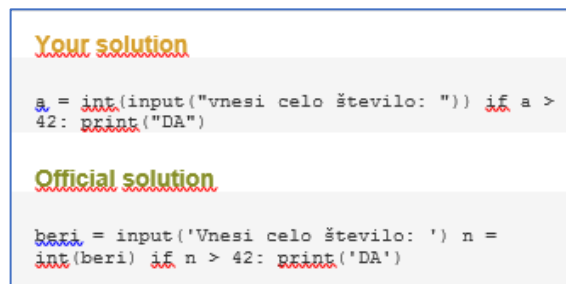 Your solution
a = int(input("vnesi celo število: ")) if a >
42: print("DA")
Official solution
beri = input('Vnesi celo število: ') n =
int(beri) if n > 42: print('DA')